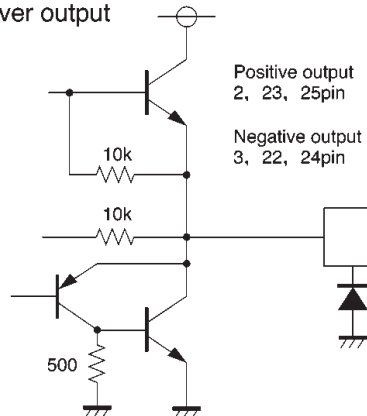 ver output
Positive output
2, 23, 25pin
Negative output
3, 22, 24pin
10k
10k
500